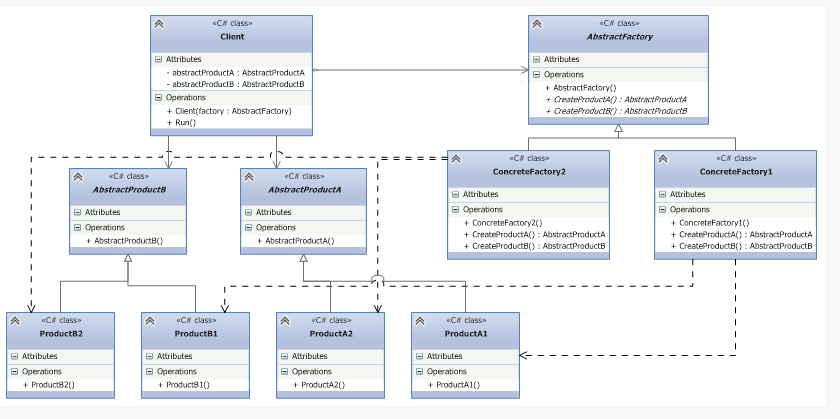 «C# class»
Client
Attributes
- abstractProductA : AbstractProductA
- abstractProductB : AbstractProductB
Operations
+ Client(factory : AbstractFactory)
+ Run()
«C# class»
AbstractFactory
Attributes
Operations
+ AbstractFactory()
+ CreateProductA() : AbstractProductA
+ CreateProductB() : AbstractProductB
«C# class»
AbstractProductB
Attributes
Operations
+ AbstractProductB()
«C# class»
AbstractProductA
Attributes
Operations
+ AbstractProductA()
«C# class»
ConcreteFactory2
Attributes
Operations
+ ConcreteFactory2()
+ CreateProductA() : AbstractProductA
+ CreateProductB() : AbstractProductB
«C# class»
ConcreteFactory1
Attributes
Operations
+ ConcreteFactory1()
+ CreateProductA() : AbstractProductA
+ CreateProductB() : AbstractProductB
«C# class»
ProductB2
Attributes
Operations
+ ProductB2()
«C# class»
ProductB1
Attributes
Operations
+ ProductB1()
«C# class»
ProductA2
Attributes
Operations
+ ProductA2()
«C# class»
ProductA1
Attributes
Operations
+ ProductA1()